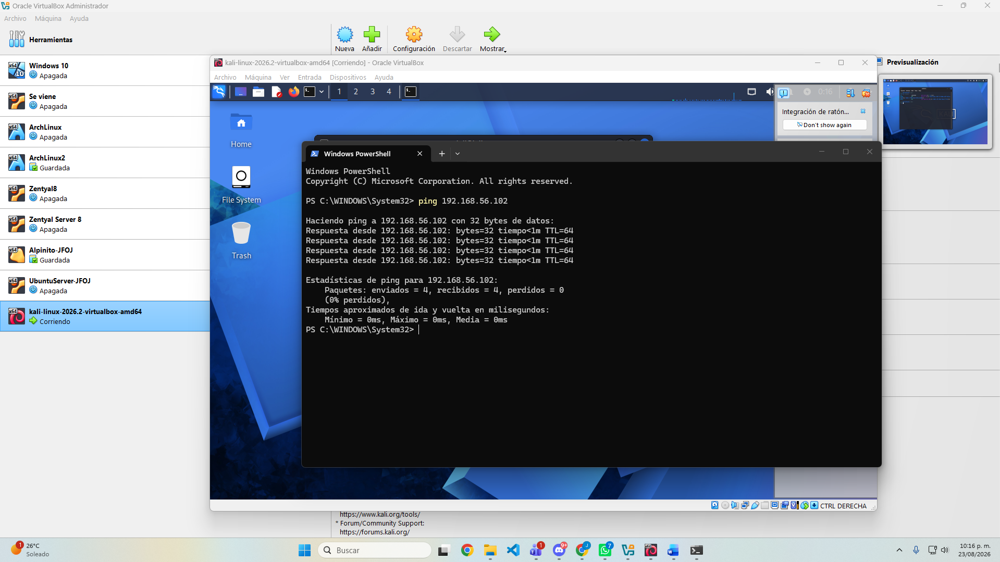 Oracle VirtualBox Administrador
Archivo Máquina Ayuda
Herramientas
Nueva Añadir Configuración Descartar Mostrar
Windows 10
Apagada
Se viene
Apagada
ArchLinux
Apagada
ArchLinux2
Guardada
Zentyal8
Apagada
Zentyal Server 8
Apagada
Alpinito-JFOJ
Guardada
UbuntuServer-JFOJ
Apagada
kali-linux-2026.2-virtualbox-amd64
Corriendo
kali-linux-2026.2-virtualbox-amd64 [Corriendo] - Oracle VirtualBox
Archivo Máquina Ver Entrada Dispositivos Ayuda
1 2 3 4
0:16
Integración de ratón...
Don't show again
Previsualización
Home
File System
Trash
Windows PowerShell
Windows PowerShell
Copyright (C) Microsoft Corporation. All rights reserved.
PS C:\WINDOWS\System32> ping 192.168.56.102
Haciendo ping a 192.168.56.102 con 32 bytes de datos:
Respuesta desde 192.168.56.102: bytes=32 tiempo<1m TTL=64
Respuesta desde 192.168.56.102: bytes=32 tiempo<1m TTL=64
Respuesta desde 192.168.56.102: bytes=32 tiempo<1m TTL=64
Respuesta desde 192.168.56.102: bytes=32 tiempo<1m TTL=64
Estadísticas de ping para 192.168.56.102:
Paquetes: enviados = 4, recibidos = 4, perdidos = 0
(0% perdidos),
Tiempos aproximados de ida y vuelta en milisegundos:
Mínimo = 0ms, Máximo = 0ms, Media = 0ms
PS C:\WINDOWS\System32>
CTRL DERECHA
https://www.kali.org/tools/
* Forum/Community Support:
https://forums.kali.org/
1
26°C
Soleado
Buscar
1
9+
J
7
10:16 p. m.
23/08/2026